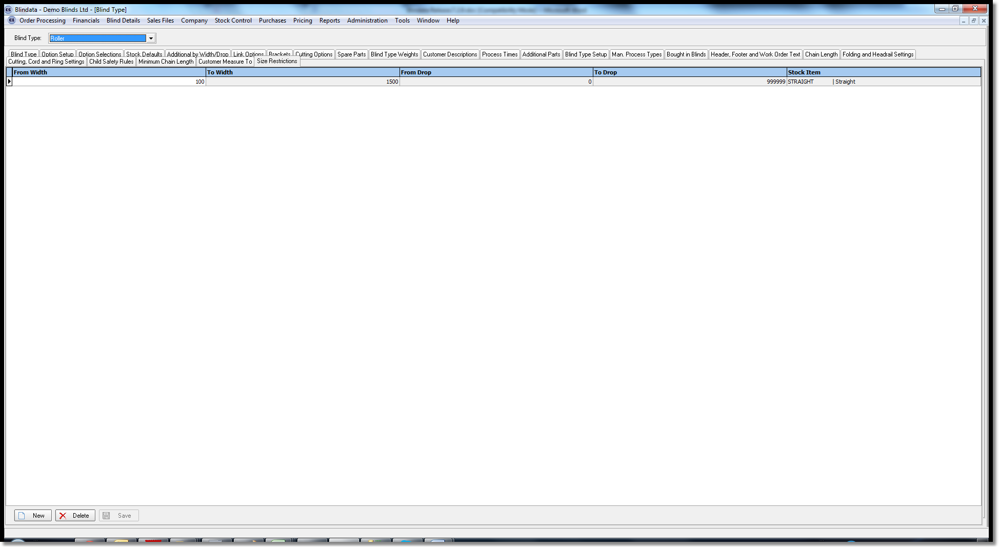 Blindata - Demo Blinds Ltd - [Blind Type]
Order Processing Financials Blind Details Sales Files Company Stock Control Purchases Pricing Reports Administration Tools Window Help
Blind Type: Roller
Blind Type Option Setup Option Selections Stock Defaults Additional by Width/Drop Link Options Brackets Cutting Options Spare Parts Blind Type Weights Customer Descriptions Process Times Additional Parts Blind Type Setup Man. Process Types Bought in Blinds Header, Footer and Work Order Text Chain Length Folding and Headrail Settings
Cutting, Cord and Ring Settings Child Safety Rules Minimum Chain Length Customer Measure To Size Restrictions
From Width To Width From Drop To Drop Stock Item
100 1500 0 999999 STRAIGHT | Straight
New Delete Save